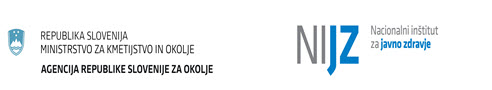 REPUBLIKA SLOVENIJA
MINISTRSTVO ZA KMETIJSTVO IN OKOLJE
AGENCIJA REPUBLIKE SLOVENIJE ZA OKOLJE
NIJZ
Nacionalni inštitut
za javno zdravje